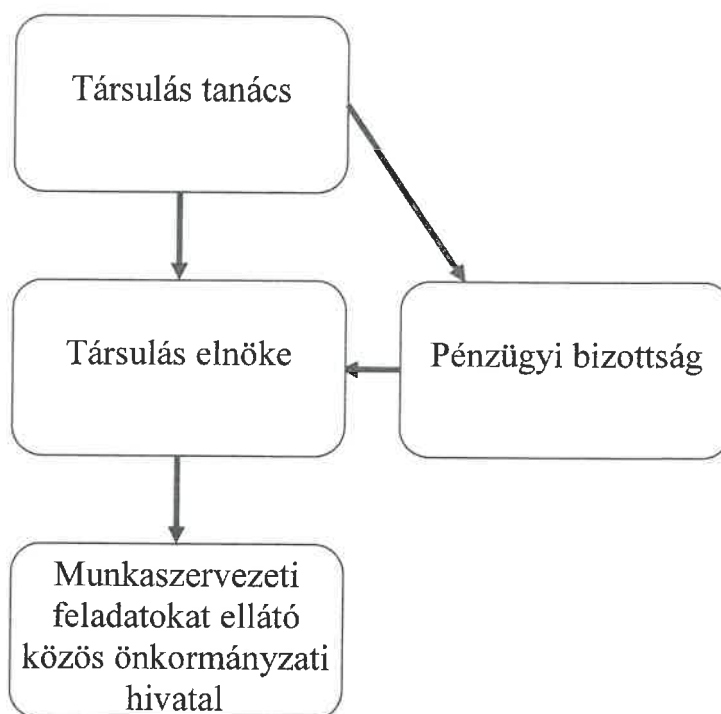 Társulás tanács
Társulás elnöke
Pénzügyi bizottság
Munkaszervezeti
feladatokat ellátó
közös önkormányzati
hivatal